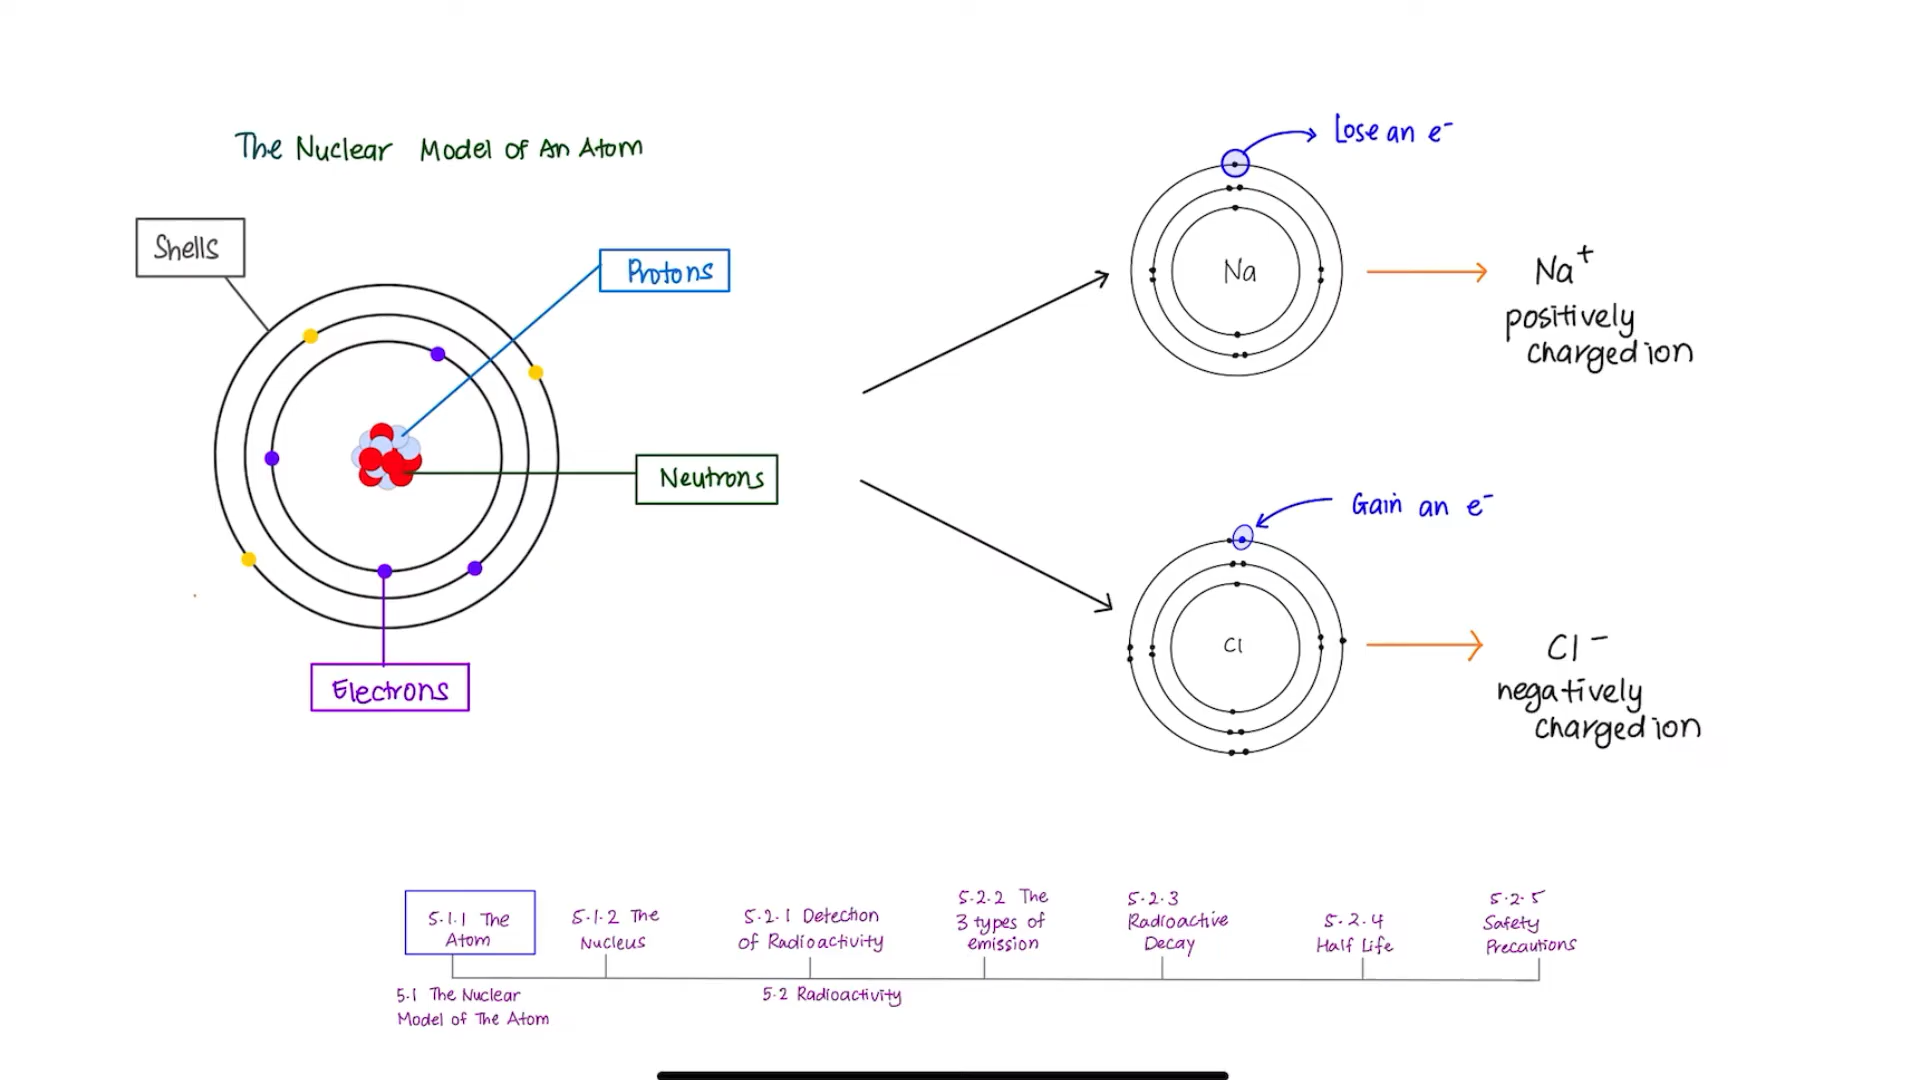 The Nuclear Model of An Atom
Shells
Protons
Neutrons
Electrons
Lose an e⁻
Na
Na⁺
positively
charged ion
Gain an e⁻
Cl
Cl⁻
negatively
charged ion
5.1.1 The
Atom
5.1.2 The
Nucleus
5.2.1 Detection
of Radioactivity
5.2.2 The
3 types of
emission
5.2.3
Radioactive
Decay
5.2.4
Half Life
5.2.5
Safety
Precautions
5.1 The Nuclear
Model of The Atom
5.2 Radioactivity